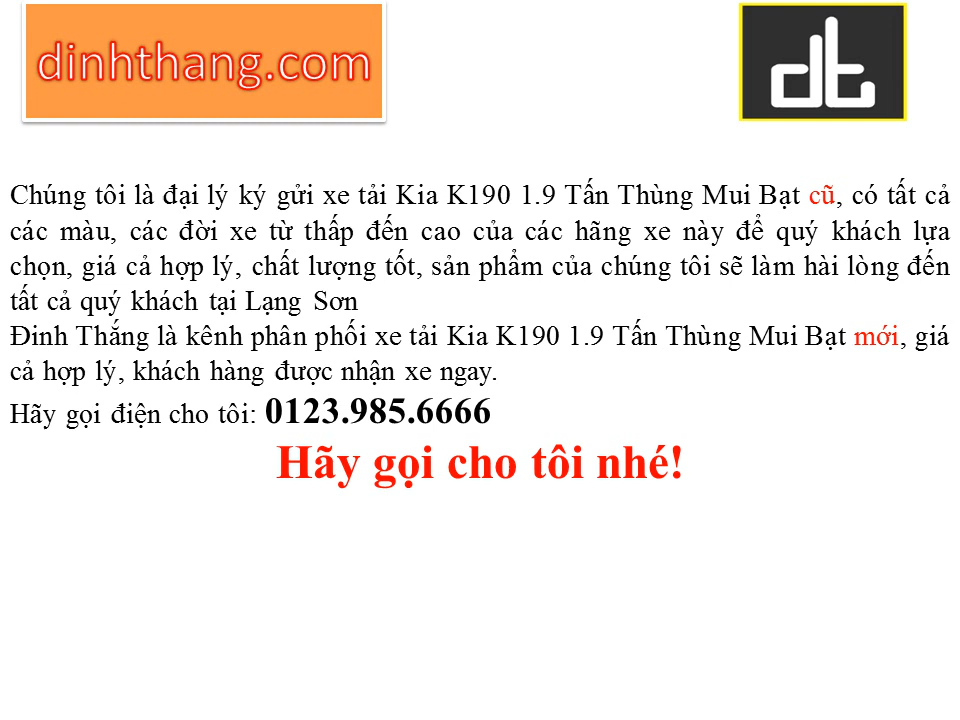 dinhthang.com
dt
Chúng tôi là đại lý ký gửi xe tải Kia K190 1.9 Tấn Thùng Mui Bạt cũ, có tất cả
các màu, các đời xe từ thấp đến cao của các hãng xe này để quý khách lựa
chọn, giá cả hợp lý, chất lượng tốt, sản phẩm của chúng tôi sẽ làm hài lòng đến
tất cả quý khách tại Lạng Sơn
Đinh Thắng là kênh phân phối xe tải Kia K190 1.9 Tấn Thùng Mui Bạt mới, giá
cả hợp lý, khách hàng được nhận xe ngay.
Hãy gọi điện cho tôi: 0123.985.6666
Hãy gọi cho tôi nhé!